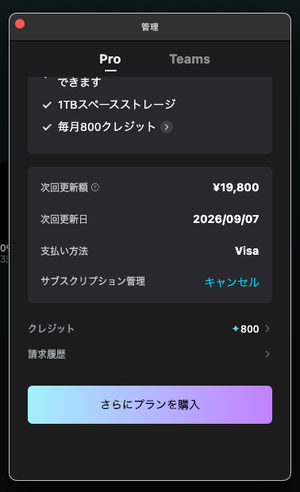 管理
Pro
Teams
できます
1TBスペースストレージ
毎月800クレジット
次回更新額
¥19,800
次回更新日
2026/09/07
支払い方法
Visa
サブスクリプション管理
キャンセル
クレジット
800
請求履歴
さらにプランを購入